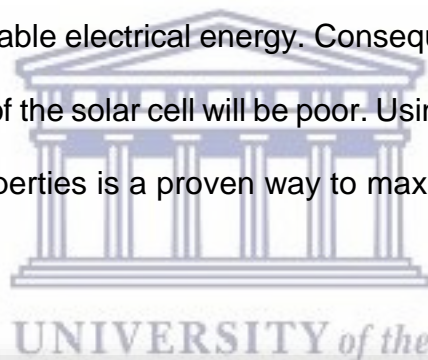 able electrical energy. Consequ
of the solar cell will be poor. Usin
perties is a proven way to max
UNIVERSITY of the